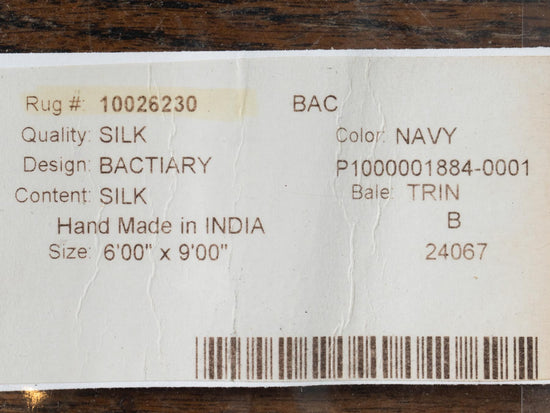 Rug #: 10026230 BAC
Quality: SILK Color: NAVY
Design: BACTIARY P1000001884-0001
Content: SILK Bale: TRIN
Hand Made in INDIA B
Size: 6'00" x 9'00" 24067